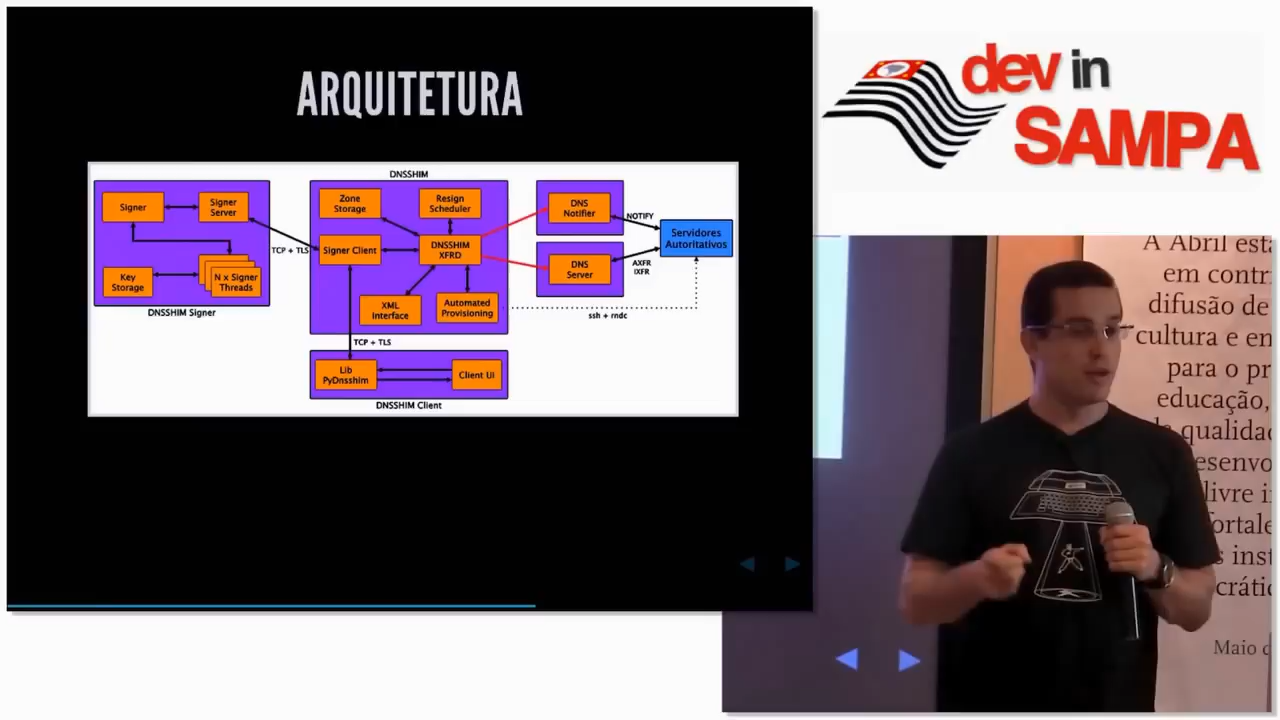 ARQUITETURA
DNSSHIM
Signer
Signer
Server
Key
Storage
N x Signer
Threads
DNSSHIM Signer
TCP + TLS
Zone
Storage
Resign
Scheduler
Signer Client
DNSSHIM
XFRD
XML
Interface
Automated
Provisioning
DNS
Notifier
DNS
Server
NOTIFY
AXFR
IXFR
Servidores
Autoritativos
ssh + rndc
TCP + TLS
Lib
PyDnsshim
Client UI
DNSSHIM Client
dev in
SAMPA
A Abril est
em contri
difusão de
cultura e en
para o pr
educação,
qualidad
esenvo
livre i
fortale
s inst
crátic
Maio d